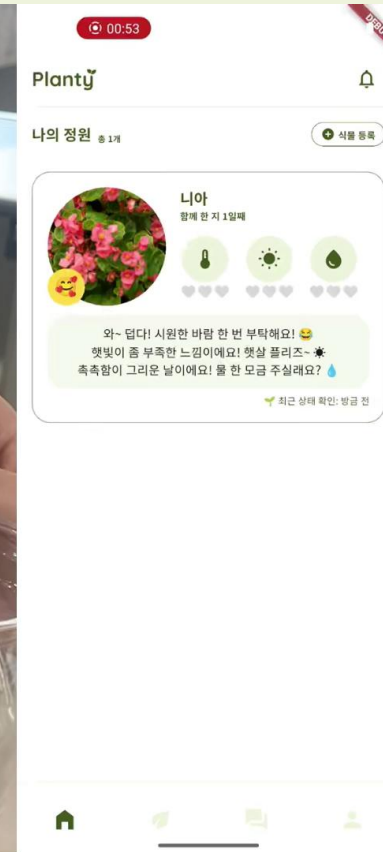 00:53
DEBU
Planty
나의 정원 총 1개
식물 등록
니아
함께 한 지 1일째
와~ 덥다! 시원한 바람 한 번 부탁해요! 😂
햇빛이 좀 부족한 느낌이에요! 햇살 플리즈~ ☀
촉촉함이 그리운 날이에요! 물 한 모금 주실래요? 💧
🌱 최근 상태 확인: 방금 전